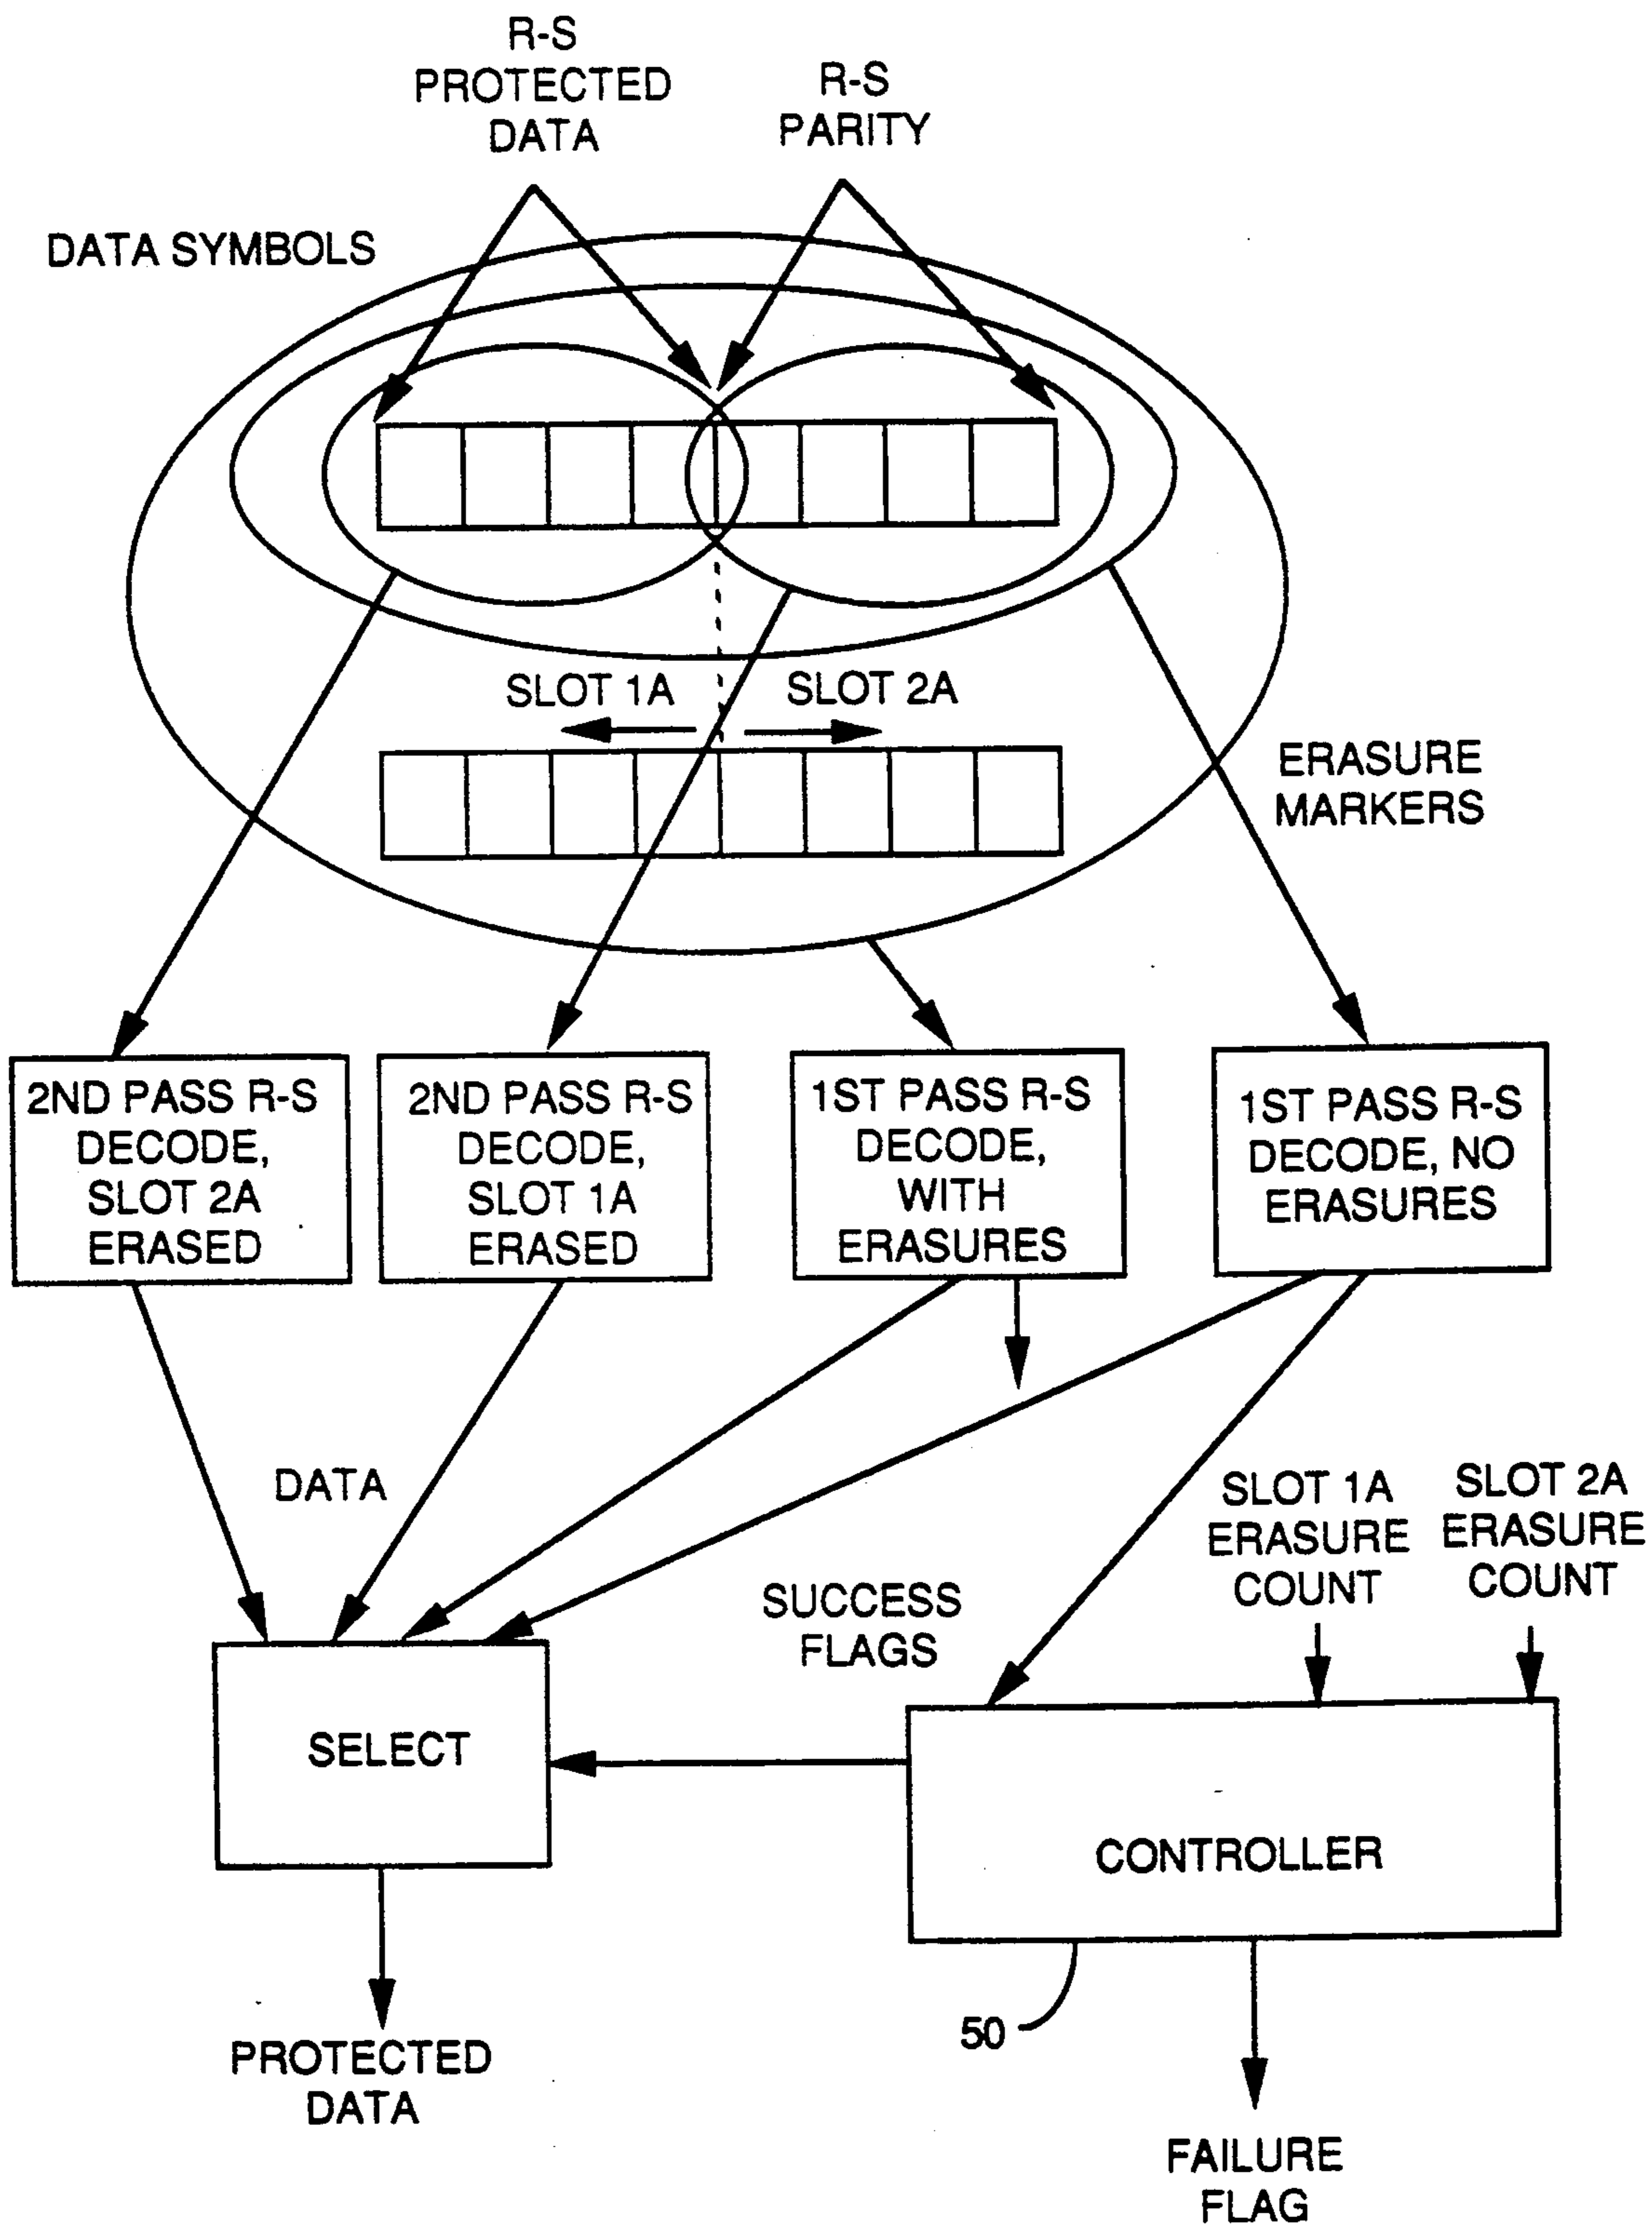 R-S
PROTECTED
DATA
R-S
PARITY
DATA SYMBOLS
SLOT 1A
SLOT 2A
ERASURE
MARKERS
2ND PASS R-S
DECODE,
SLOT 2A
ERASED
2ND PASS R-S
DECODE,
SLOT 1A
ERASED
1ST PASS R-S
DECODE,
WITH
ERASURES
1ST PASS R-S
DECODE, NO
ERASURES
DATA
SUCCESS
FLAGS
SLOT 1A
ERASURE
COUNT
SLOT 2A
ERASURE
COUNT
SELECT
CONTROLLER
50
PROTECTED
DATA
FAILURE
FLAG